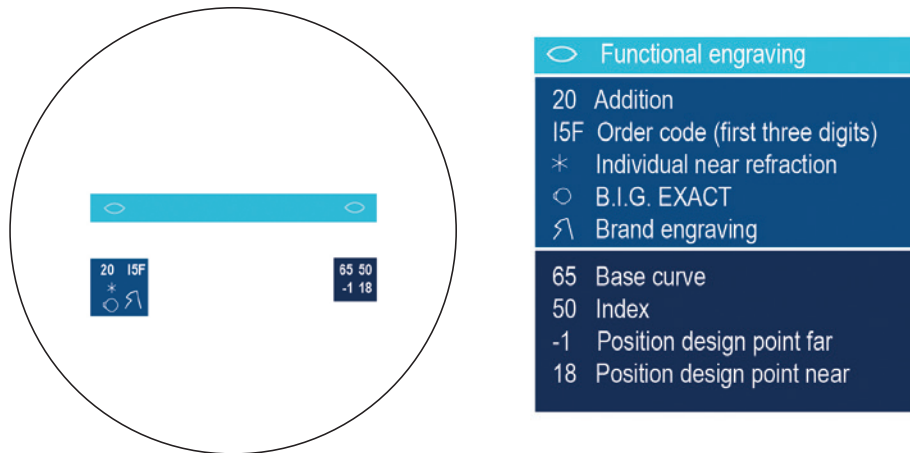 20 I5F
65 50
-1 18
Functional engraving
20 Addition
I5F Order code (first three digits)
Individual near refraction
B.I.G. EXACT
Brand engraving
65 Base curve
50 Index
-1 Position design point far
18 Position design point near